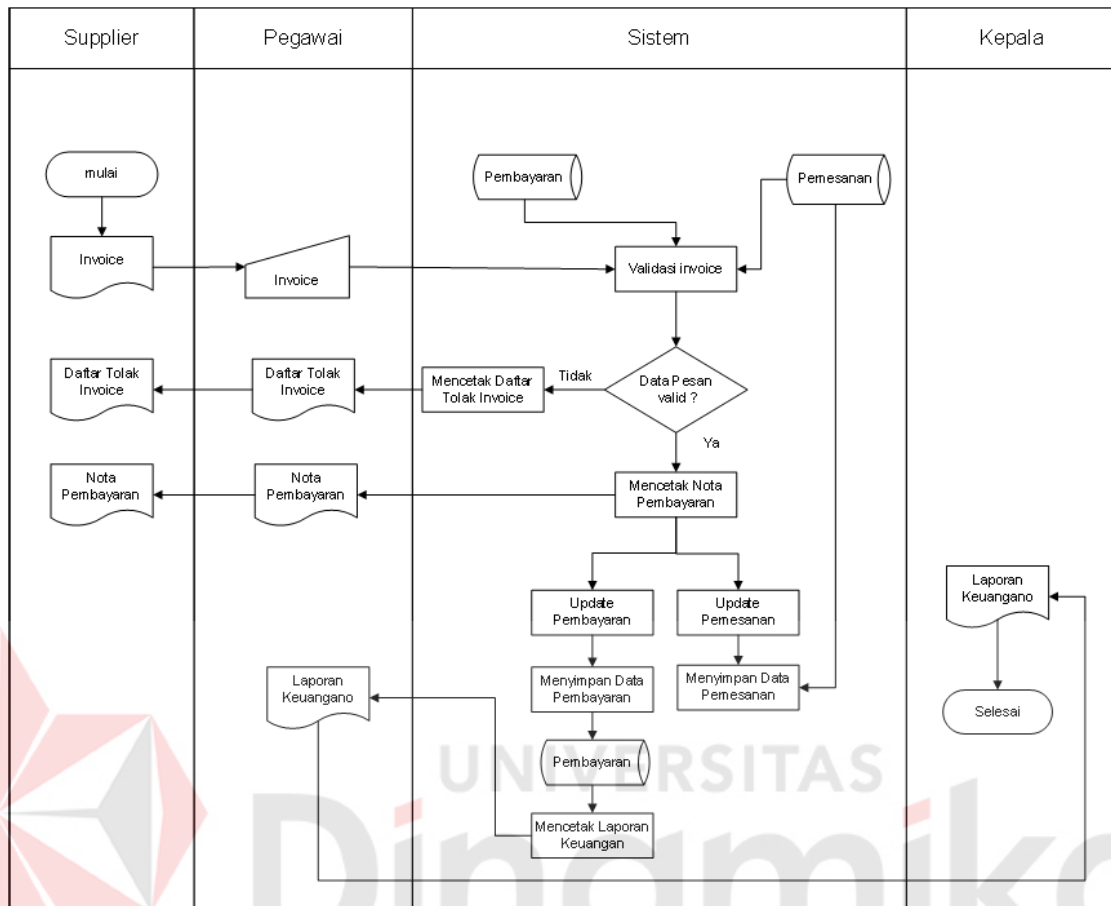 Supplier
Pegawai
Sistem
Kepala
mulai
Pembayaran
Pemesanan
Invoice
Invoice
Validasi invoice
Daftar Tolak
Invoice
Daftar Tolak
Invoice
Mencetak Daftar
Tolak Invoice
Tidak
Data Pesan
valid ?
Ya
Nota
Pembayaran
Nota
Pembayaran
Mencetak Nota
Pembayaran
Update
Pembayaran
Update
Pemesanan
Laporan
Keuangano
Laporan
Keuangano
Menyimpan Data
Pembayaran
Menyimpan Data
Pemesanan
Selesai
Pembayaran
Mencetak Laporan
Keuangan
UNIVERSITAS
Dinamika